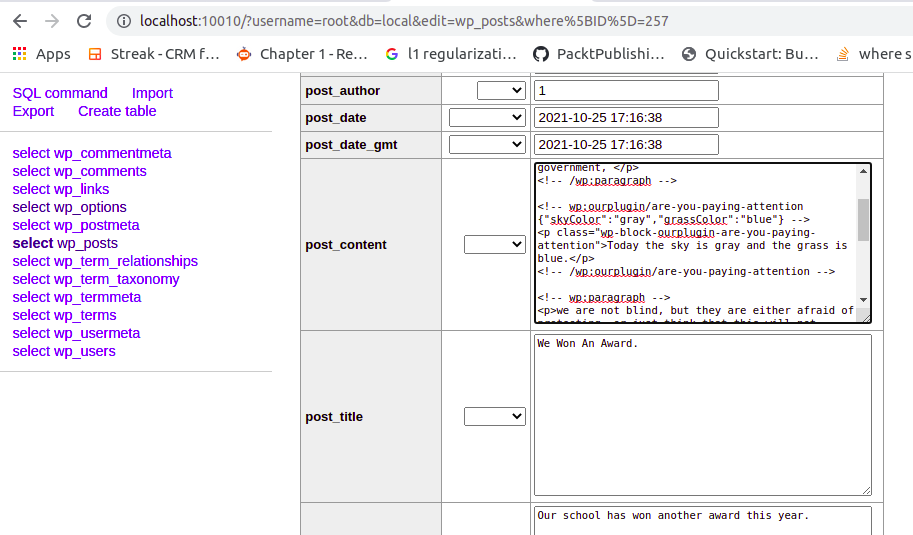 localhost:10010/?username=root&db=local&edit=wp_posts&where%5BID%5D=257
Apps Streak - CRM f… Chapter 1 - Re… l1 regularizati… PacktPublishi… Quickstart: Bu… where s
SQL command Import
Export Create table
select wp_commentmeta
select wp_comments
select wp_links
select wp_options
select wp_postmeta
select wp_posts
select wp_term_relationships
select wp_term_taxonomy
select wp_termmeta
select wp_terms
select wp_usermeta
select wp_users
post_author 1
post_date 2021-10-25 17:16:38
post_date_gmt 2021-10-25 17:16:38
post_content
government, </p>
<!-- /wp:paragraph -->
<!-- wp:ourplugin/are-you-paying-attention
{"skyColor":"gray","grassColor":"blue"} -->
<p class="wp-block-ourplugin-are-you-paying-
attention">Today the sky is gray and the grass is
blue.</p>
<!-- /wp:ourplugin/are-you-paying-attention -->
<!-- wp:paragraph -->
<p>we are not blind, but they are either afraid of
post_title
We Won An Award.
Our school has won another award this year.